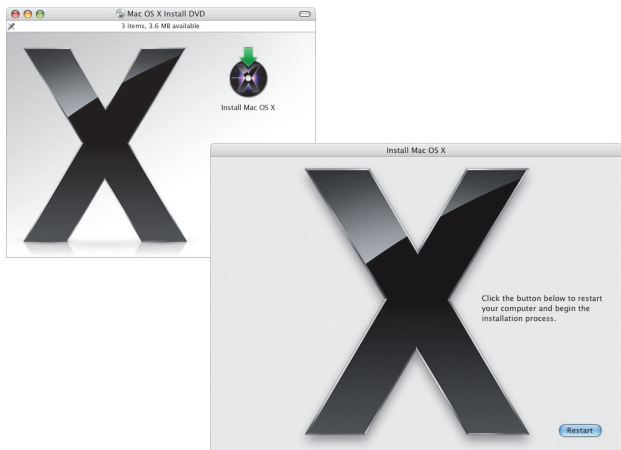 Mac OS X Install DVD
3 items, 3.6 MB available
Install Mac OS X
Install Mac OS X
Click the button below to restart
your computer and begin the
installation process.
Restart